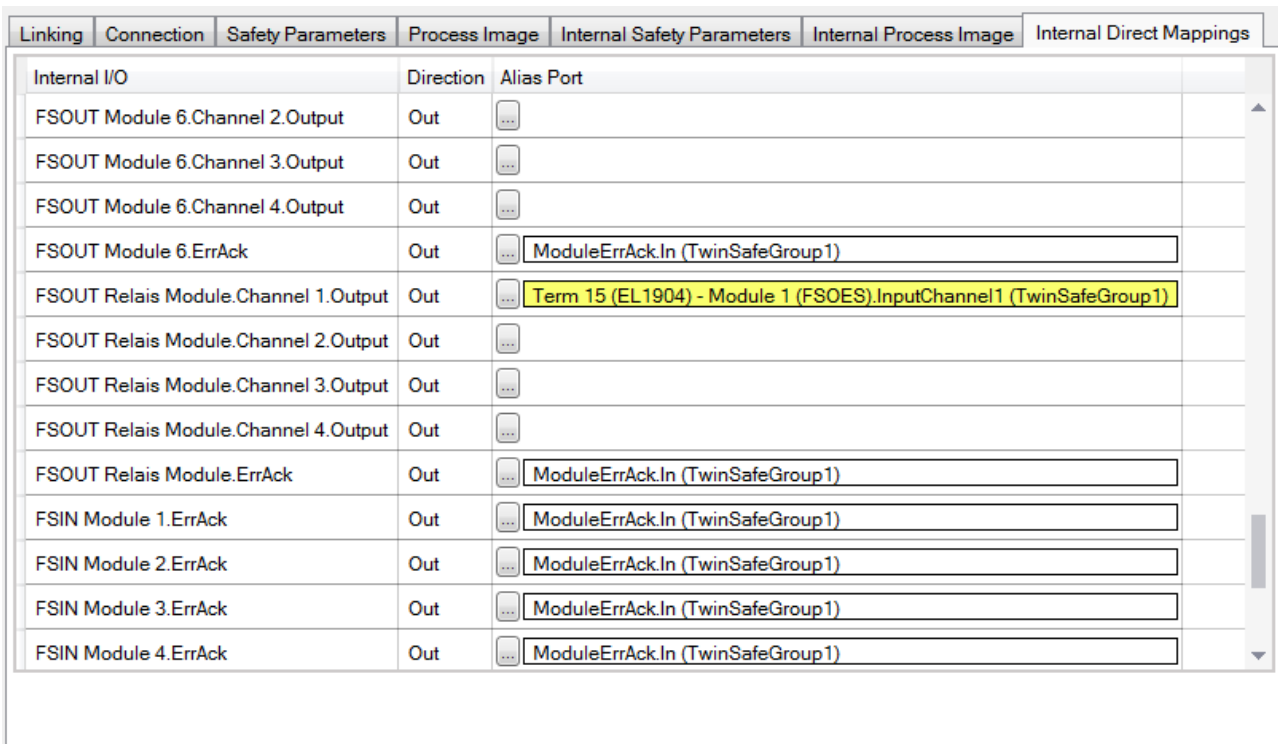 Linking Connection Safety Parameters Process Image Internal Safety Parameters Internal Process Image Internal Direct Mappings
Internal I/O Direction Alias Port
FSOUT Module 6.Channel 2.Output Out ...
FSOUT Module 6.Channel 3.Output Out ...
FSOUT Module 6.Channel 4.Output Out ...
FSOUT Module 6.ErrAck Out ... ModuleErrAck.In (TwinSafeGroup1)
FSOUT Relais Module.Channel 1.Output Out ... Term 15 (EL1904) - Module 1 (FSOES).InputChannel1 (TwinSafeGroup1)
FSOUT Relais Module.Channel 2.Output Out ...
FSOUT Relais Module.Channel 3.Output Out ...
FSOUT Relais Module.Channel 4.Output Out ...
FSOUT Relais Module.ErrAck Out ... ModuleErrAck.In (TwinSafeGroup1)
FSIN Module 1.ErrAck Out ... ModuleErrAck.In (TwinSafeGroup1)
FSIN Module 2.ErrAck Out ... ModuleErrAck.In (TwinSafeGroup1)
FSIN Module 3.ErrAck Out ... ModuleErrAck.In (TwinSafeGroup1)
FSIN Module 4.ErrAck Out ... ModuleErrAck.In (TwinSafeGroup1)